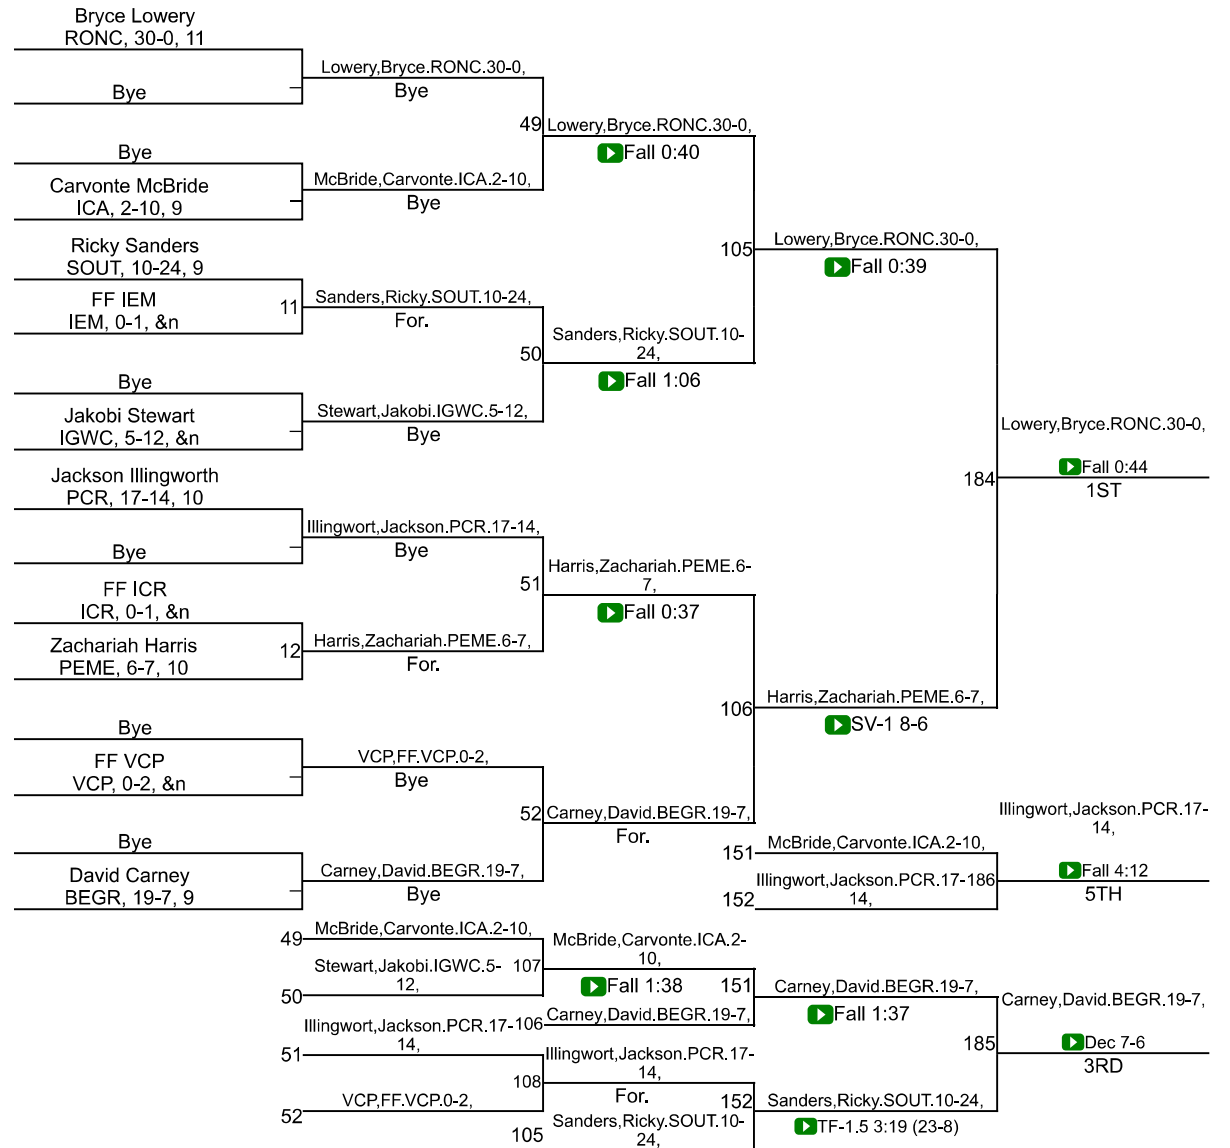 Bryce Lowery
RONC, 30-0, 11
Lowery,Bryce.RONC.30-0,
Bye
Bye
49
Lowery,Bryce.RONC.30-0,
Fall 0:40
Bye
Carvonte McBride
ICA, 2-10, 9
McBride,Carvonte.ICA.2-10,
Bye
105
Lowery,Bryce.RONC.30-0,
Fall 0:39
Ricky Sanders
SOUT, 10-24, 9
FF IEM
IEM, 0-1, &n
11
Sanders,Ricky.SOUT.10-24,
For.
50
Sanders,Ricky.SOUT.10-
24,
Fall 1:06
Bye
Jakobi Stewart
IGWC, 5-12, &n
Stewart,Jakobi.IGWC.5-12,
Bye
184
Lowery,Bryce.RONC.30-0,
Fall 0:44
1ST
Jackson Illingworth
PCR, 17-14, 10
Illingwort,Jackson.PCR.17-14,
Bye
Bye
51
Harris,Zachariah.PEME.6-
7,
Fall 0:37
FF ICR
ICR, 0-1, &n
Zachariah Harris
PEME, 6-7, 10
12
Harris,Zachariah.PEME.6-7,
For.
106
Harris,Zachariah.PEME.6-7,
SV-1 8-6
Bye
FF VCP
VCP, 0-2, &n
VCP,FF.VCP.0-2,
Bye
52
Carney,David.BEGR.19-7,
For.
Bye
David Carney
BEGR, 19-7, 9
Carney,David.BEGR.19-7,
Bye
151
McBride,Carvonte.ICA.2-10,
152
Illingwort,Jackson.PCR.17-
14,
186
Illingwort,Jackson.PCR.17-
14,
Fall 4:12
5TH
49
McBride,Carvonte.ICA.2-10,
50
Stewart,Jakobi.IGWC.5-
12,
107
McBride,Carvonte.ICA.2-
10,
Fall 1:38
106
Carney,David.BEGR.19-7,
151
Carney,David.BEGR.19-7,
Fall 1:37
51
Illingwort,Jackson.PCR.17-
14,
52
VCP,FF.VCP.0-2,
108
Illingwort,Jackson.PCR.17-
14,
For.
105
Sanders,Ricky.SOUT.10-
24,
152
Sanders,Ricky.SOUT.10-24,
TF-1.5 3:19 (23-8)
185
Carney,David.BEGR.19-7,
Dec 7-6
3RD